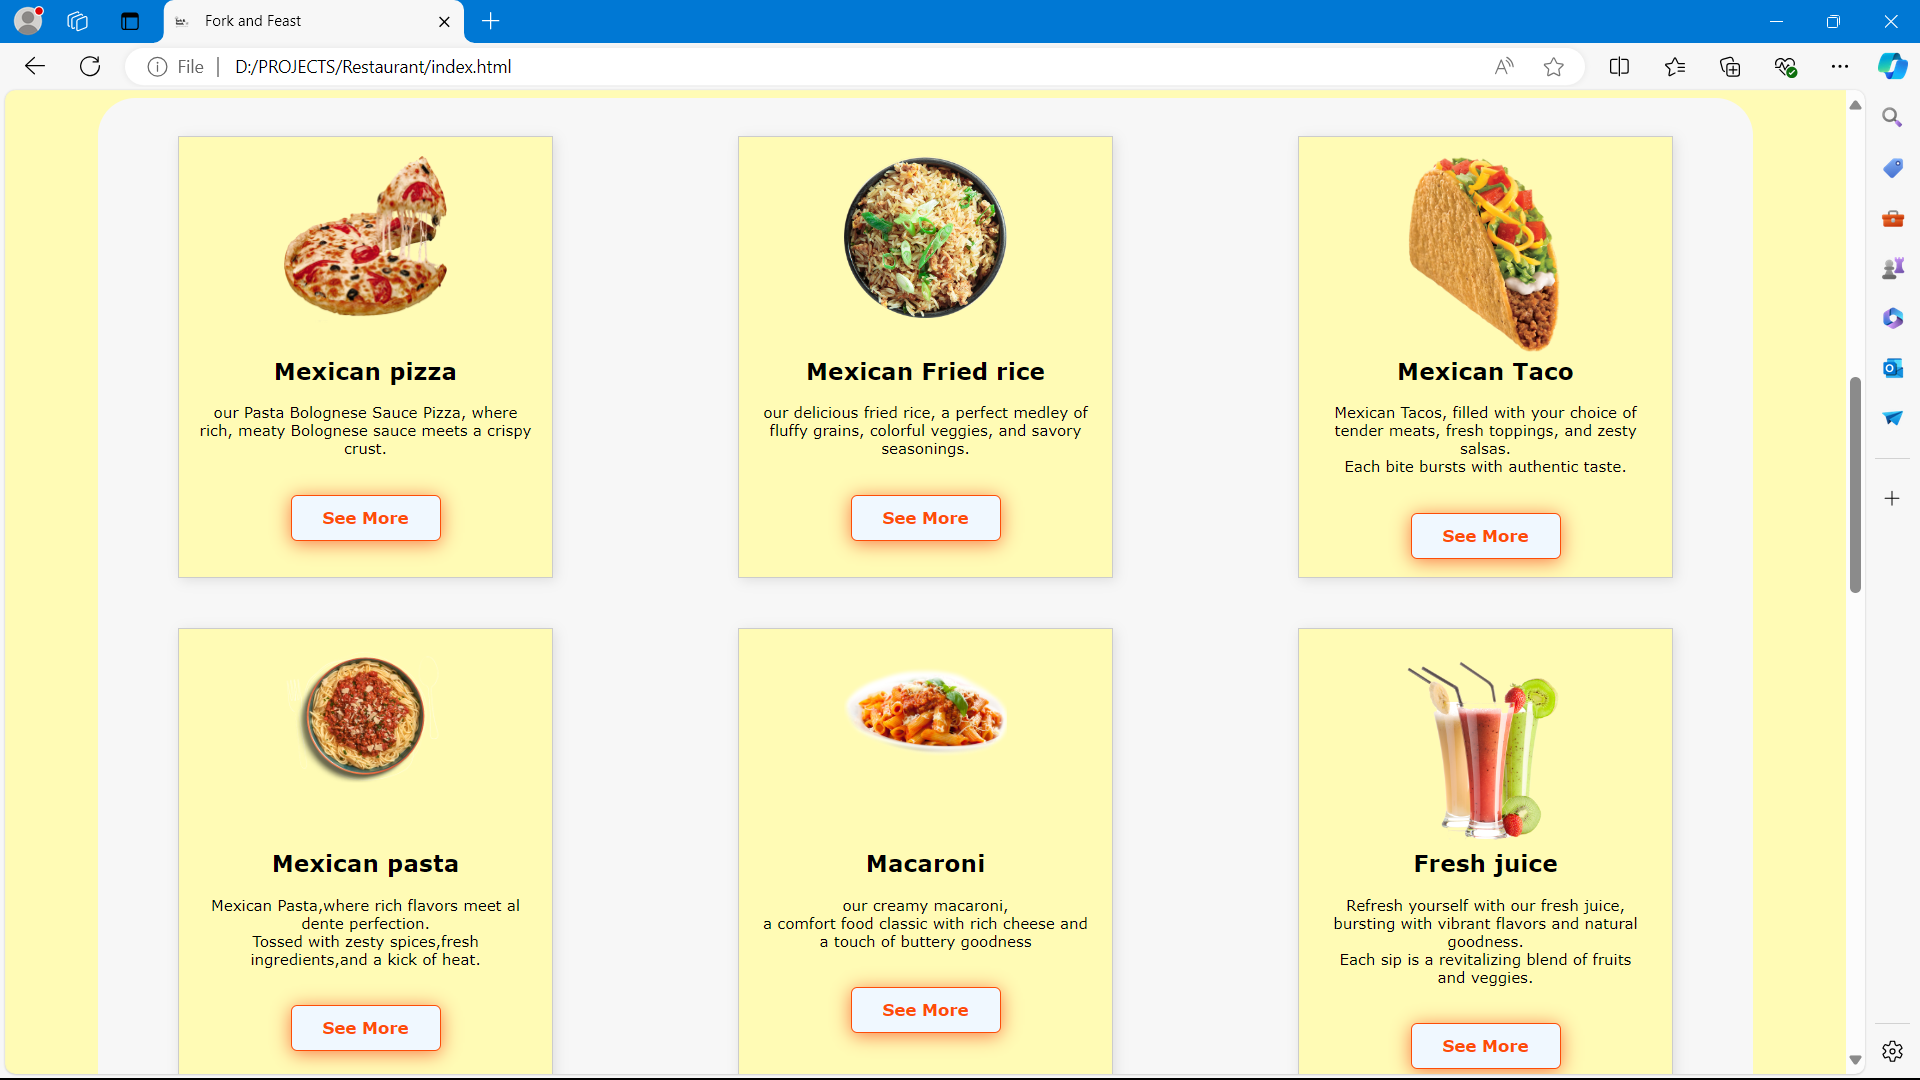 Fork and Feast
File
D:/PROJECTS/Restaurant/index.html
Mexican pizza
our Pasta Bolognese Sauce Pizza, where
rich, meaty Bolognese sauce meets a crispy
crust.
See More
Mexican Fried rice
our delicious fried rice, a perfect medley of
fluffy grains, colorful veggies, and savory
seasonings.
See More
Mexican Taco
Mexican Tacos, filled with your choice of
tender meats, fresh toppings, and zesty
salsas.
Each bite bursts with authentic taste.
See More
Mexican pasta
Mexican Pasta,where rich flavors meet al
dente perfection.
Tossed with zesty spices,fresh
ingredients,and a kick of heat.
See More
Macaroni
our creamy macaroni,
a comfort food classic with rich cheese and
a touch of buttery goodness
See More
Fresh juice
Refresh yourself with our fresh juice,
bursting with vibrant flavors and natural
goodness.
Each sip is a revitalizing blend of fruits
and veggies.
See More